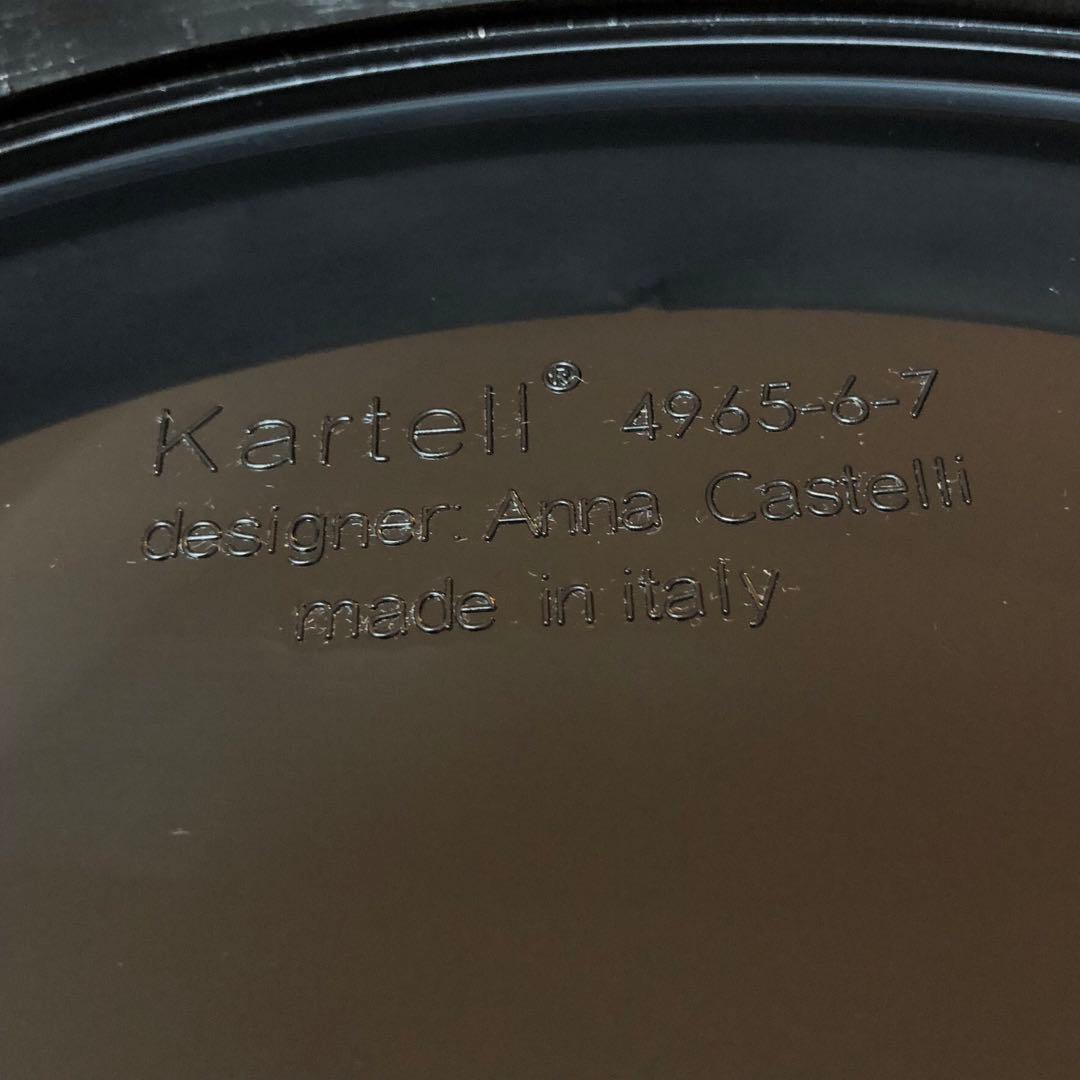 Kartell® 4965-6-7
designer: Anna Castelli
made in italy